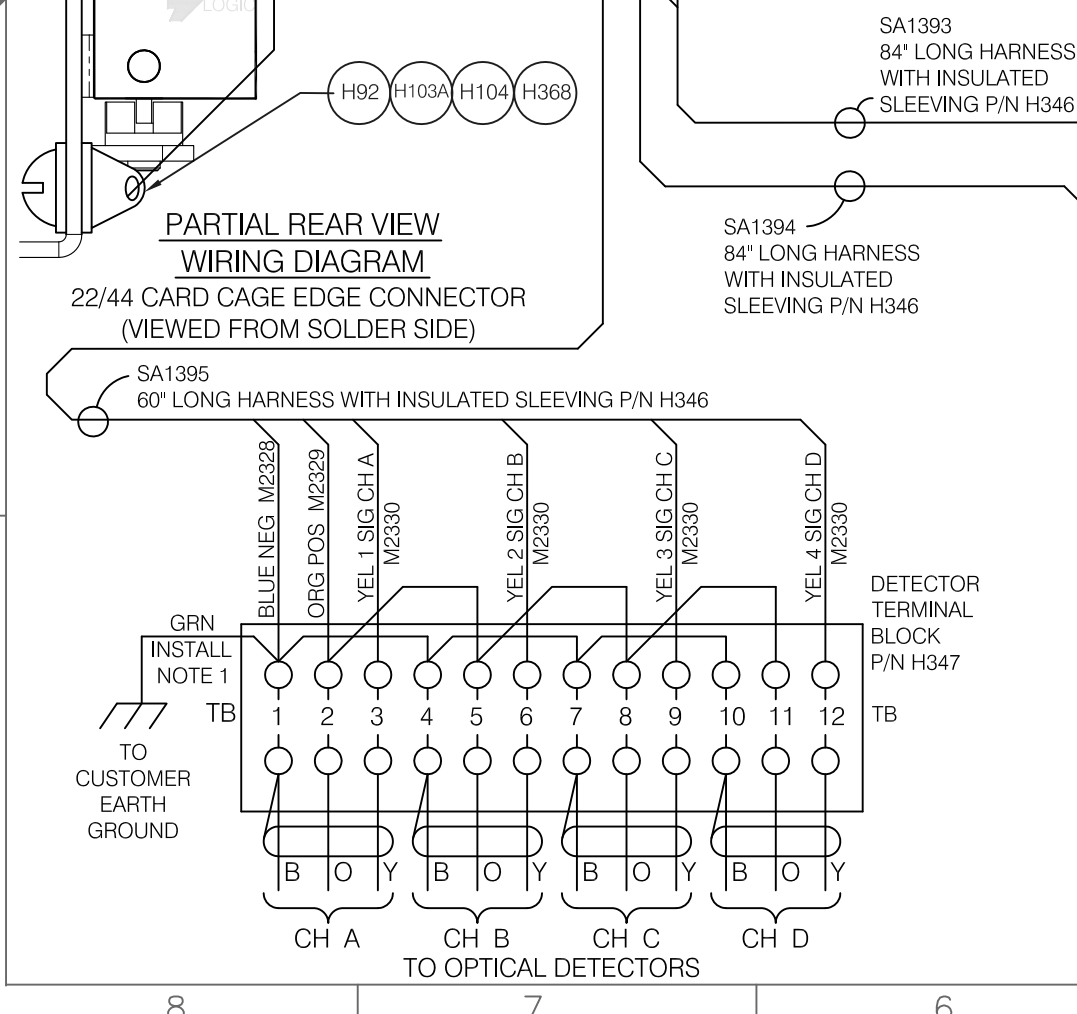 LOGIC
SA1393
84" LONG HARNESS
WITH INSULATED
SLEEVING P/N H346
H92 H103A H104 H368
SA1394
84" LONG HARNESS
WITH INSULATED
SLEEVING P/N H346
PARTIAL REAR VIEW
WIRING DIAGRAM
22/44 CARD CAGE EDGE CONNECTOR
(VIEWED FROM SOLDER SIDE)
SA1395
60" LONG HARNESS WITH INSULATED SLEEVING P/N H346
BLUE NEG M2328
ORG POS M2329
YEL 1 SIG CH A
M2330
YEL 2 SIG CH B
M2330
YEL 3 SIG CH C
M2330
YEL 4 SIG CH D
M2330
DETECTOR
TERMINAL
BLOCK
P/N H347
GRN
INSTALL
NOTE 1
TB 1 2 3 4 5 6 7 8 9 10 11 12 TB
TO
CUSTOMER
EARTH
GROUND
B O Y B O Y B O Y B O Y
CH A CH B CH C CH D
TO OPTICAL DETECTORS
8 7 6